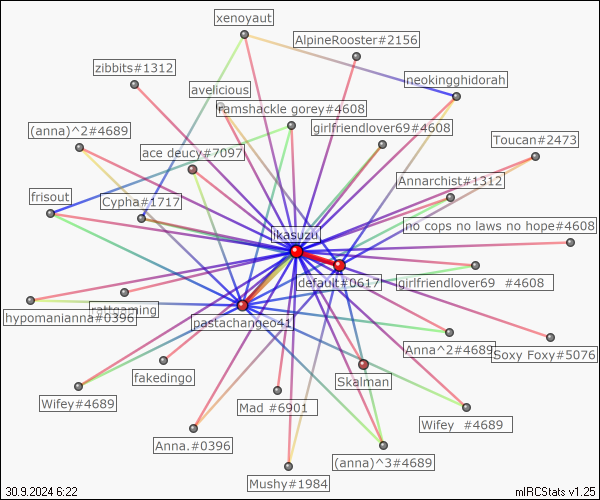 xenoyaut
AlpineRooster#2156
zibbits#1312
neokingghidorah
avelicious
ramshackle gorey#4608
(anna)^2#4689
girlfriendlover69#4608
ace deucy#7097
Toucan#2473
Annarchist#1312
frisout
Cypha#1717
no cops no laws no hope#4608
jkasuzu
default#0617
girlfriendlover69 #4608
rattgaming
hypomanianna#0396
pastachangeo41
Anna^2#4689
Soxy Foxy#5076
fakedingo
Skalman
Wifey#4689
Mad #6901
Wifey #4689
Anna.#0396
(anna)^3#4689
Mushy#1984
30.9.2024 6:22
mIRCStats v1.25